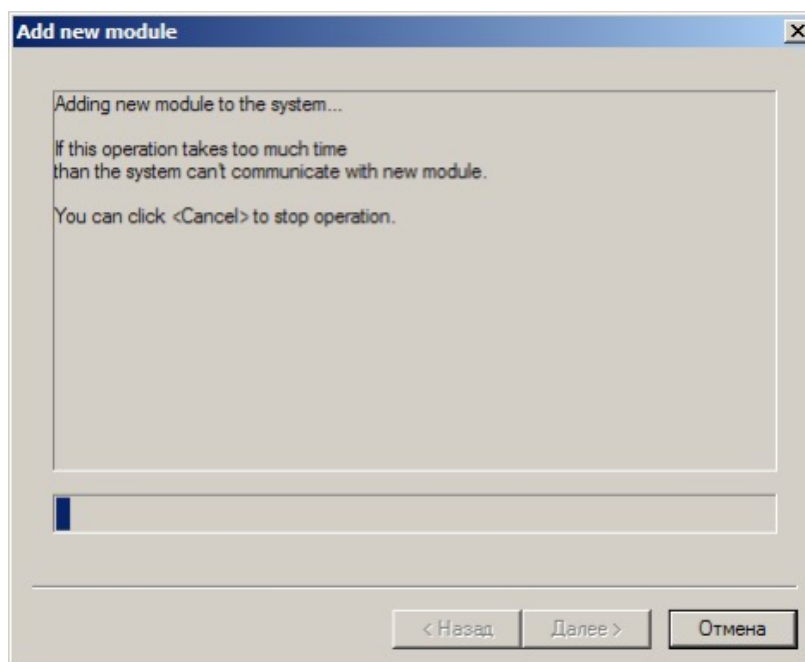 Add new module
Adding new module to the system...
If this operation takes too much time
than the system can't communicate with new module.
You can click <Cancel> to stop operation.
< Назад
Далее >
Отмена